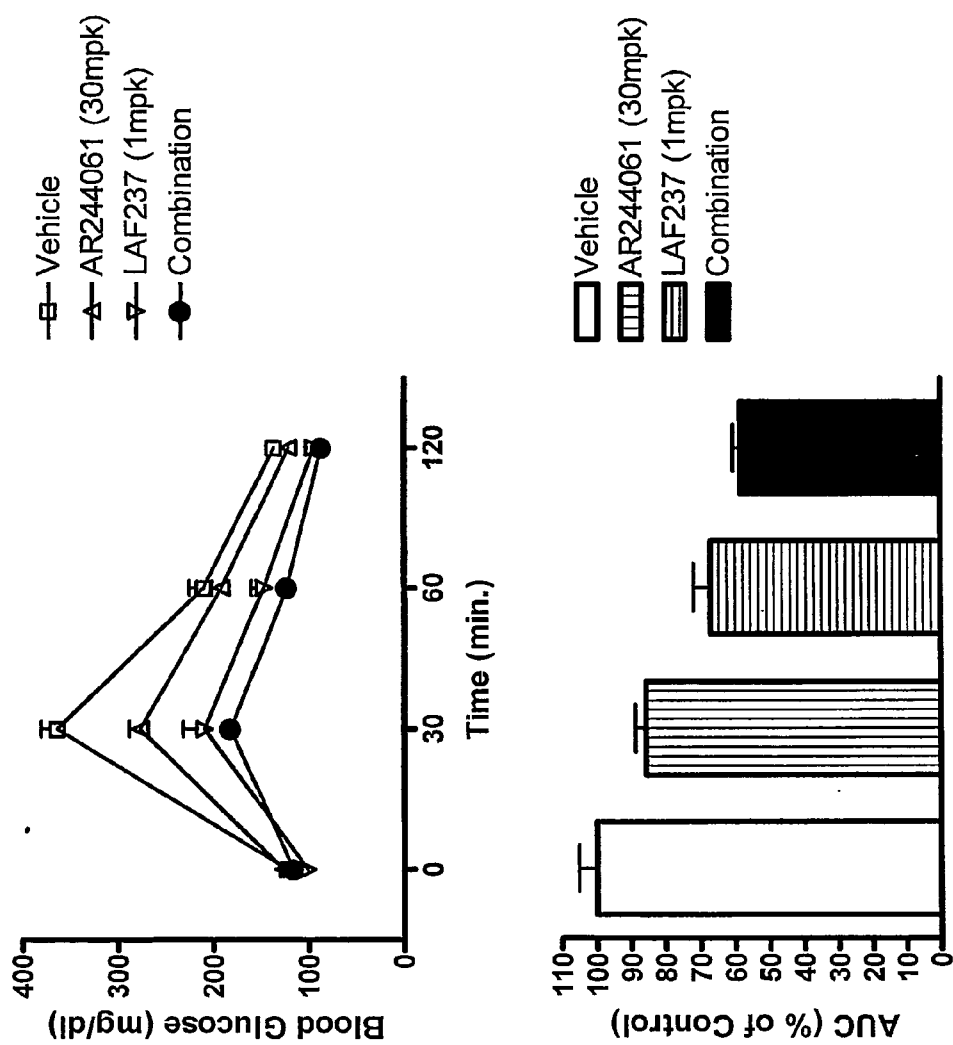 Blood Glucose (mg/dl)
400
300
200
100
0
0
30
60
120
Time (min.)
Vehicle
AR244061 (30mpk)
LAF237 (1mpk)
Combination
AUC (% of Control)
110
100
90
80
70
60
50
40
30
20
10
0
Vehicle
AR244061 (30mpk)
LAF237 (1mpk)
Combination